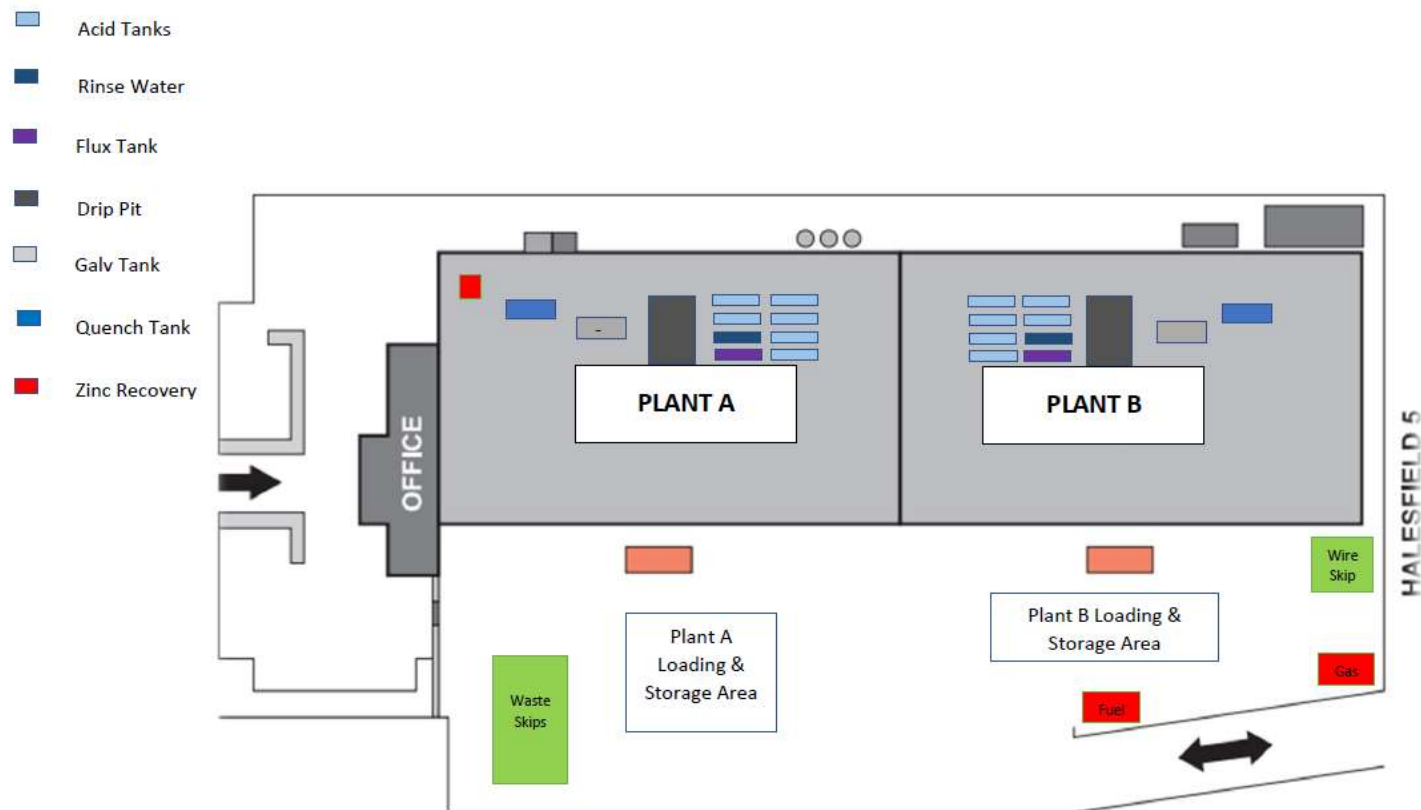 Acid Tanks
Rinse Water
Flux Tank
Drip Pit
Galv Tank
Quench Tank
Zinc Recovery
-
PLANT A
PLANT B
OFFICE
HALESFIELD 5
Wire
Skip
Plant A
Loading &
Storage Area
Plant B Loading &
Storage Area
Gas
Waste
Skips
Fuel